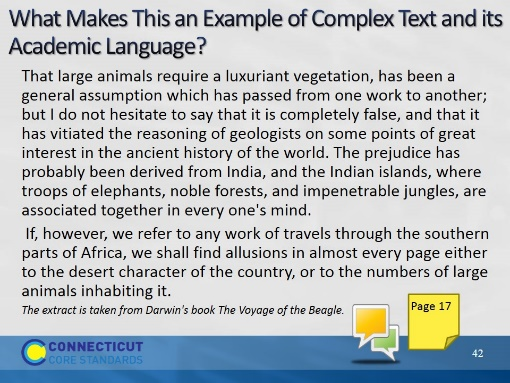 What Makes This an Example of Complex Text and its
Academic Language?
That large animals require a luxuriant vegetation, has been a
general assumption which has passed from one work to another;
but I do not hesitate to say that it is completely false, and that it
has vitiated the reasoning of geologists on some points of great
interest in the ancient history of the world. The prejudice has
probably been derived from India, and the Indian islands, where
troops of elephants, noble forests, and impenetrable jungles, are
associated together in every one's mind.
If, however, we refer to any work of travels through the southern
parts of Africa, we shall find allusions in almost every page either
to the desert character of the country, or to the numbers of large
animals inhabiting it.
The extract is taken from Darwin's book The Voyage of the Beagle.
Page 17
CONNECTICUT
CORE STANDARDS
42